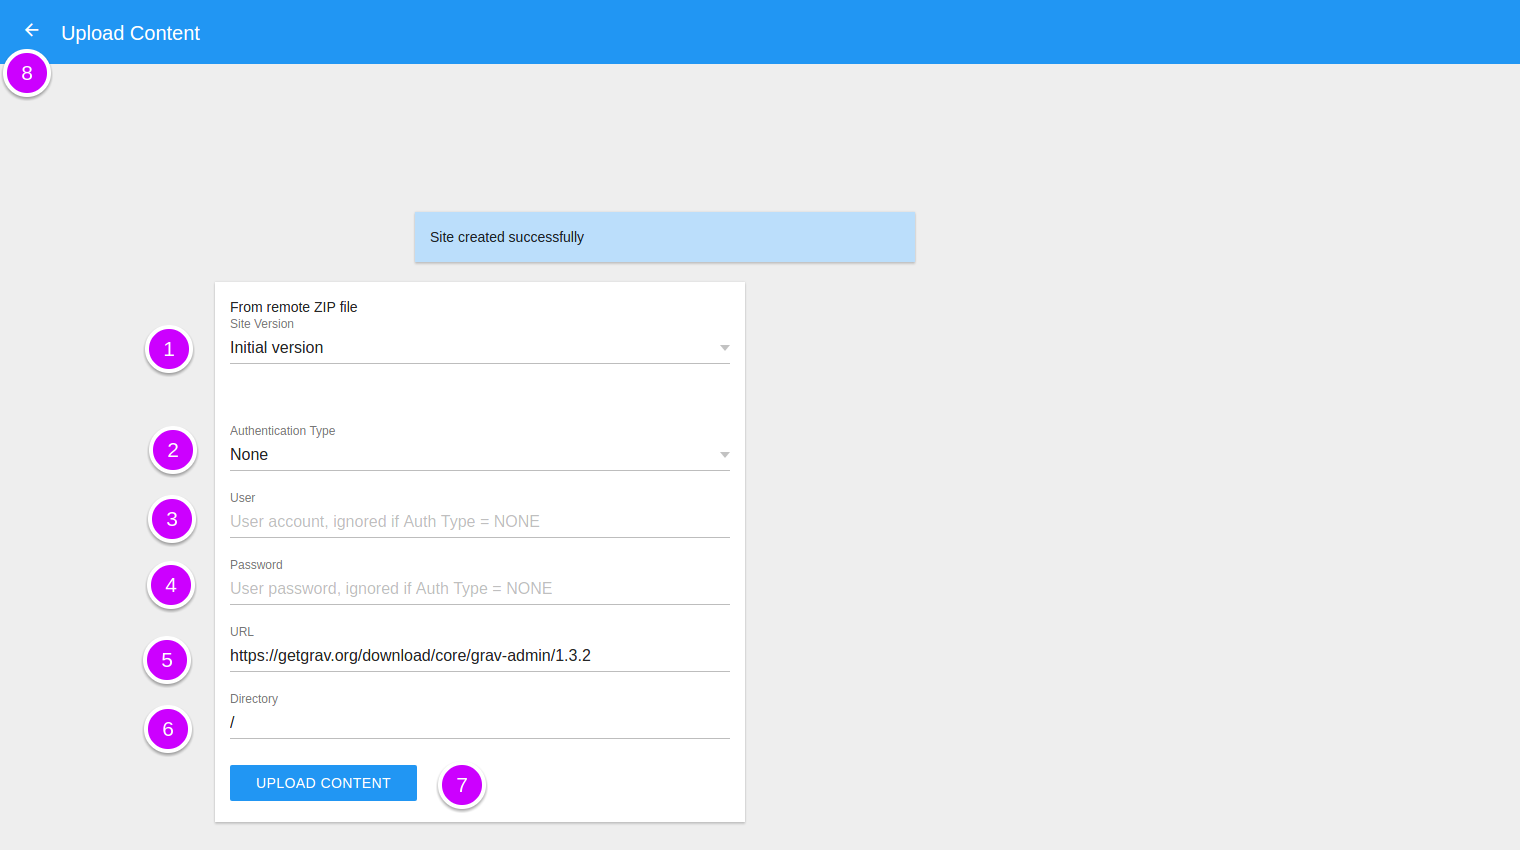 Upload Content
8
Site created successfully
From remote ZIP file
Site Version
1
Initial version
Authentication Type
2
None
User
3
User account, ignored if Auth Type = NONE
Password
4
User password, ignored if Auth Type = NONE
URL
5
https://getgrav.org/download/core/grav-admin/1.3.2
Directory
6
/
UPLOAD CONTENT
7